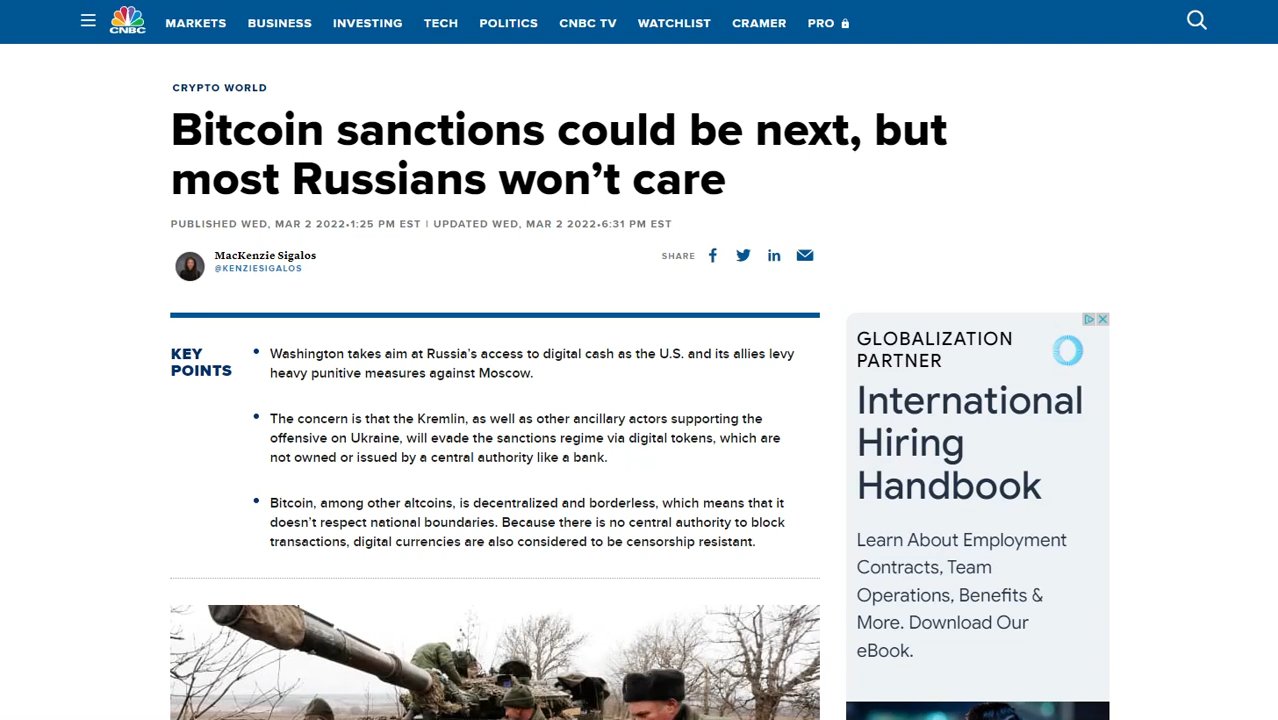 CNBC
MARKETS BUSINESS INVESTING TECH POLITICS CNBC TV WATCHLIST CRAMER PRO
CRYPTO WORLD
Bitcoin sanctions could be next, but
most Russians won’t care
PUBLISHED WED, MAR 2 2022•1:25 PM EST | UPDATED WED, MAR 2 2022•6:31 PM EST
MacKenzie Sigalos
@KENZIESIGALOS
SHARE
KEY
POINTS
Washington takes aim at Russia’s access to digital cash as the U.S. and its allies levy
heavy punitive measures against Moscow.
The concern is that the Kremlin, as well as other ancillary actors supporting the
offensive on Ukraine, will evade the sanctions regime via digital tokens, which are
not owned or issued by a central authority like a bank.
Bitcoin, among other altcoins, is decentralized and borderless, which means that it
doesn’t respect national boundaries. Because there is no central authority to block
transactions, digital currencies are also considered to be censorship resistant.
GLOBALIZATION
PARTNER
International
Hiring
Handbook
Learn About Employment
Contracts, Team
Operations, Benefits &
More. Download Our
eBook.